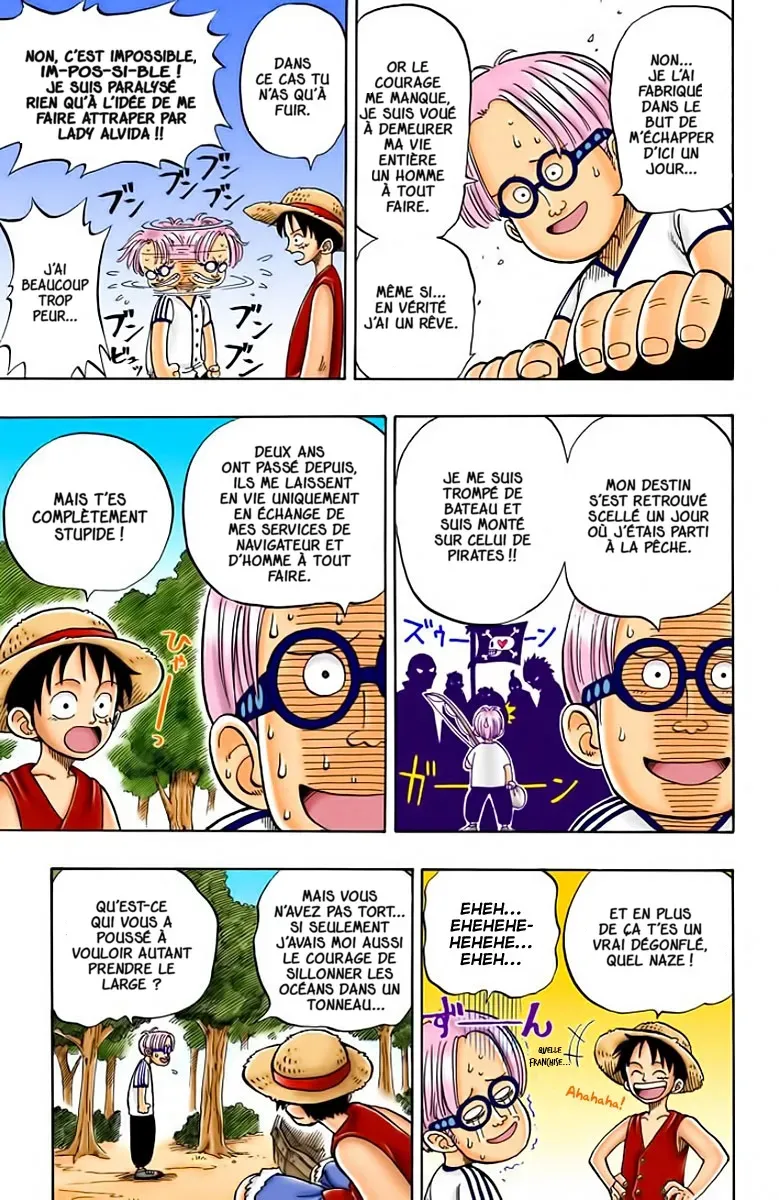 NON...
JE L'AI
FABRIQUÉ
DANS LE
BUT DE
M'ÉCHAPPER
D'ICI UN
JOUR...
OR LE
COURAGE
ME MANQUE,
JE SUIS VOUÉ
À DEMEURER
MA VIE
ENTIÈRE
UN HOMME
À TOUT
FAIRE.
MÊME SI...
EN VÉRITÉ
J'AI UN RÊVE.
DANS
CE CAS TU
N'AS QU'À
FUIR.
NON, C'EST IMPOSSIBLE,
IM-POS-SI-BLE !
JE SUIS PARALYSÉ
RIEN QU'À L'IDÉE DE ME
FAIRE ATTRAPER PAR
LADY ALVIDA !!
ブン
ブン
ブン
ブン
ブン
ビュッ
J'AI
BEAUCOUP
TROP
PEUR...
MON DESTIN
S'EST RETROUVÉ
SCELLÉ UN JOUR
OÙ J'ÉTAIS PARTI
À LA PÊCHE.
JE ME SUIS
TROMPÉ DE
BATEAU ET
SUIS MONTÉ
SUR CELUI DE
PIRATES !!
ズゥーーン
ガーーーン
DEUX ANS
ONT PASSÉ DEPUIS,
ILS ME LAISSENT
EN VIE UNIQUEMENT
EN ÉCHANGE DE
MES SERVICES DE
NAVIGATEUR ET
D'HOMME À TOUT
FAIRE.
MAIS T'ES
COMPLÈTEMENT
STUPIDE !
ひゃーっ
ET EN PLUS
DE ÇA T'ES UN
VRAI DÉGONFLÉ,
QUEL NAZE !
EHEH...
EHEHEHE-
HEHEHE...
EHEH...
ずーーん
QUELLE
FRANCHISE...
Ahahaha!
MAIS VOUS
N'AVEZ PAS TORT...
SI SEULEMENT
J'AVAIS MOI AUSSI
LE COURAGE DE
SILLONNER LES
OCÉANS DANS UN
TONNEAU...
QU'EST-CE
QUI VOUS A
POUSSÉ À
VOULOIR AUTANT
PRENDRE LE
LARGE ?